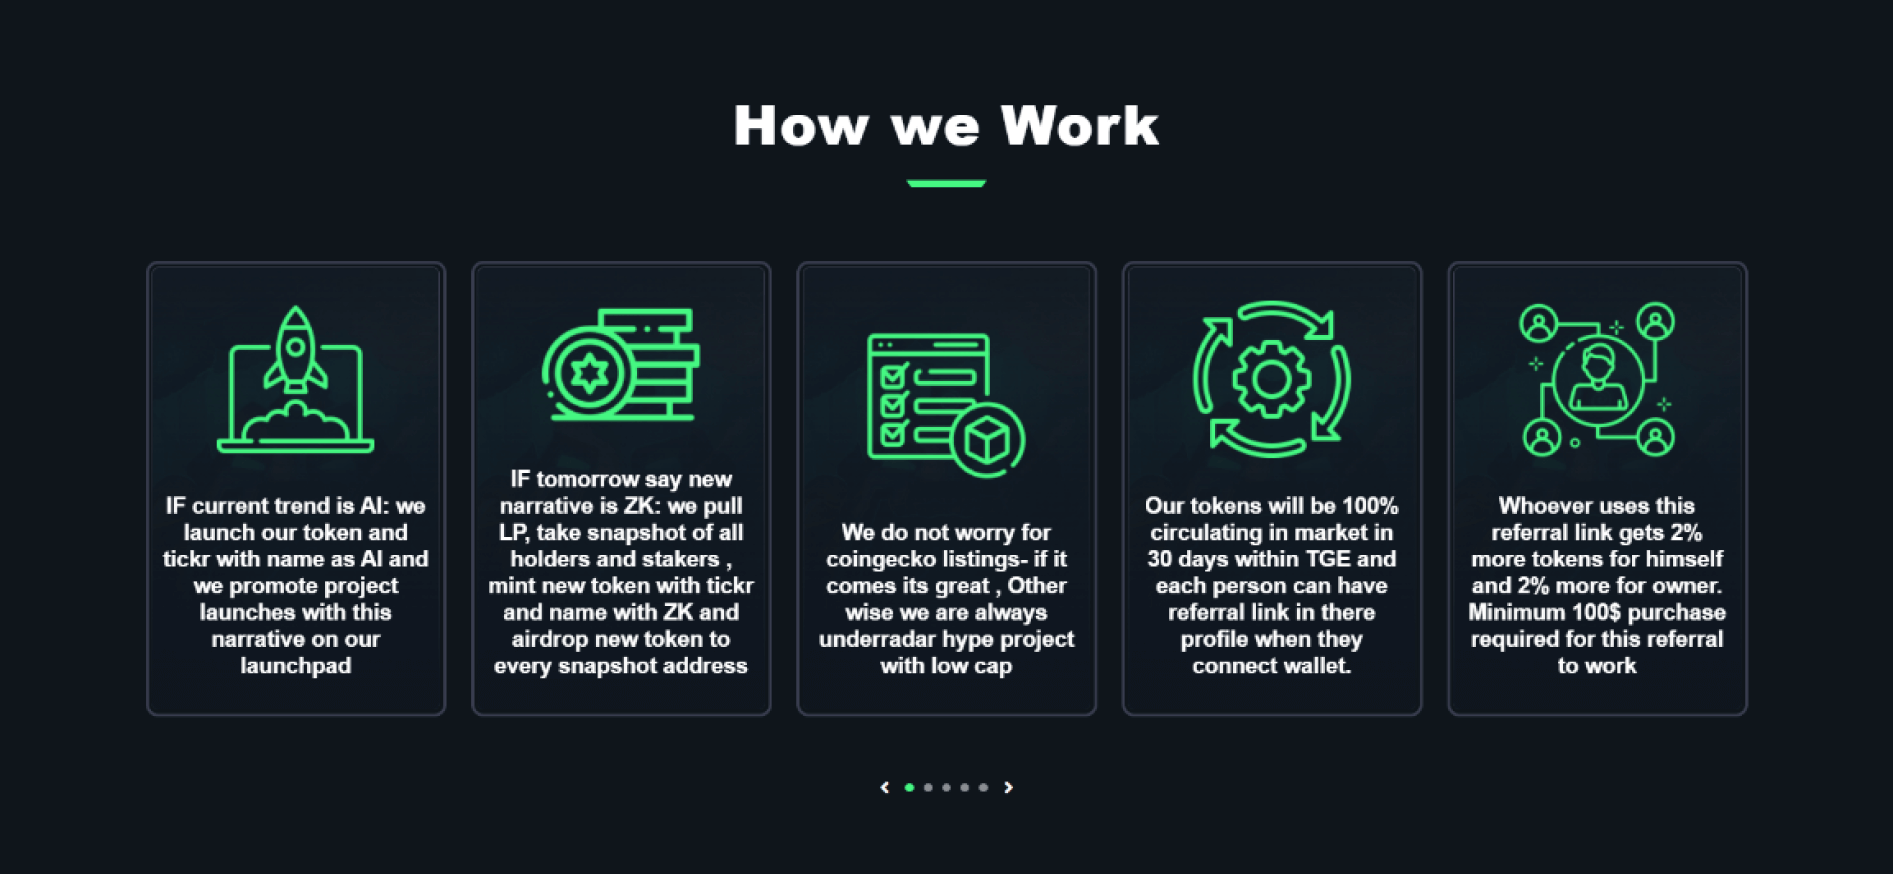 How we Work
IF current trend is AI: we
launch our token and
tickr with name as AI and
we promote project
launches with this
narrative on our
launchpad
IF tomorrow say new
narrative is ZK: we pull
LP, take snapshot of all
holders and stakers ,
mint new token with tickr
and name with ZK and
airdrop new token to
every snapshot address
We do not worry for
coingecko listings- if it
comes its great , Other
wise we are always
underradar hype project
with low cap
Our tokens will be 100%
circulating in market in
30 days within TGE and
each person can have
referral link in there
profile when they
connect wallet.
Whoever uses this
referral link gets 2%
more tokens for himself
and 2% more for owner.
Minimum 100$ purchase
required for this referral
to work